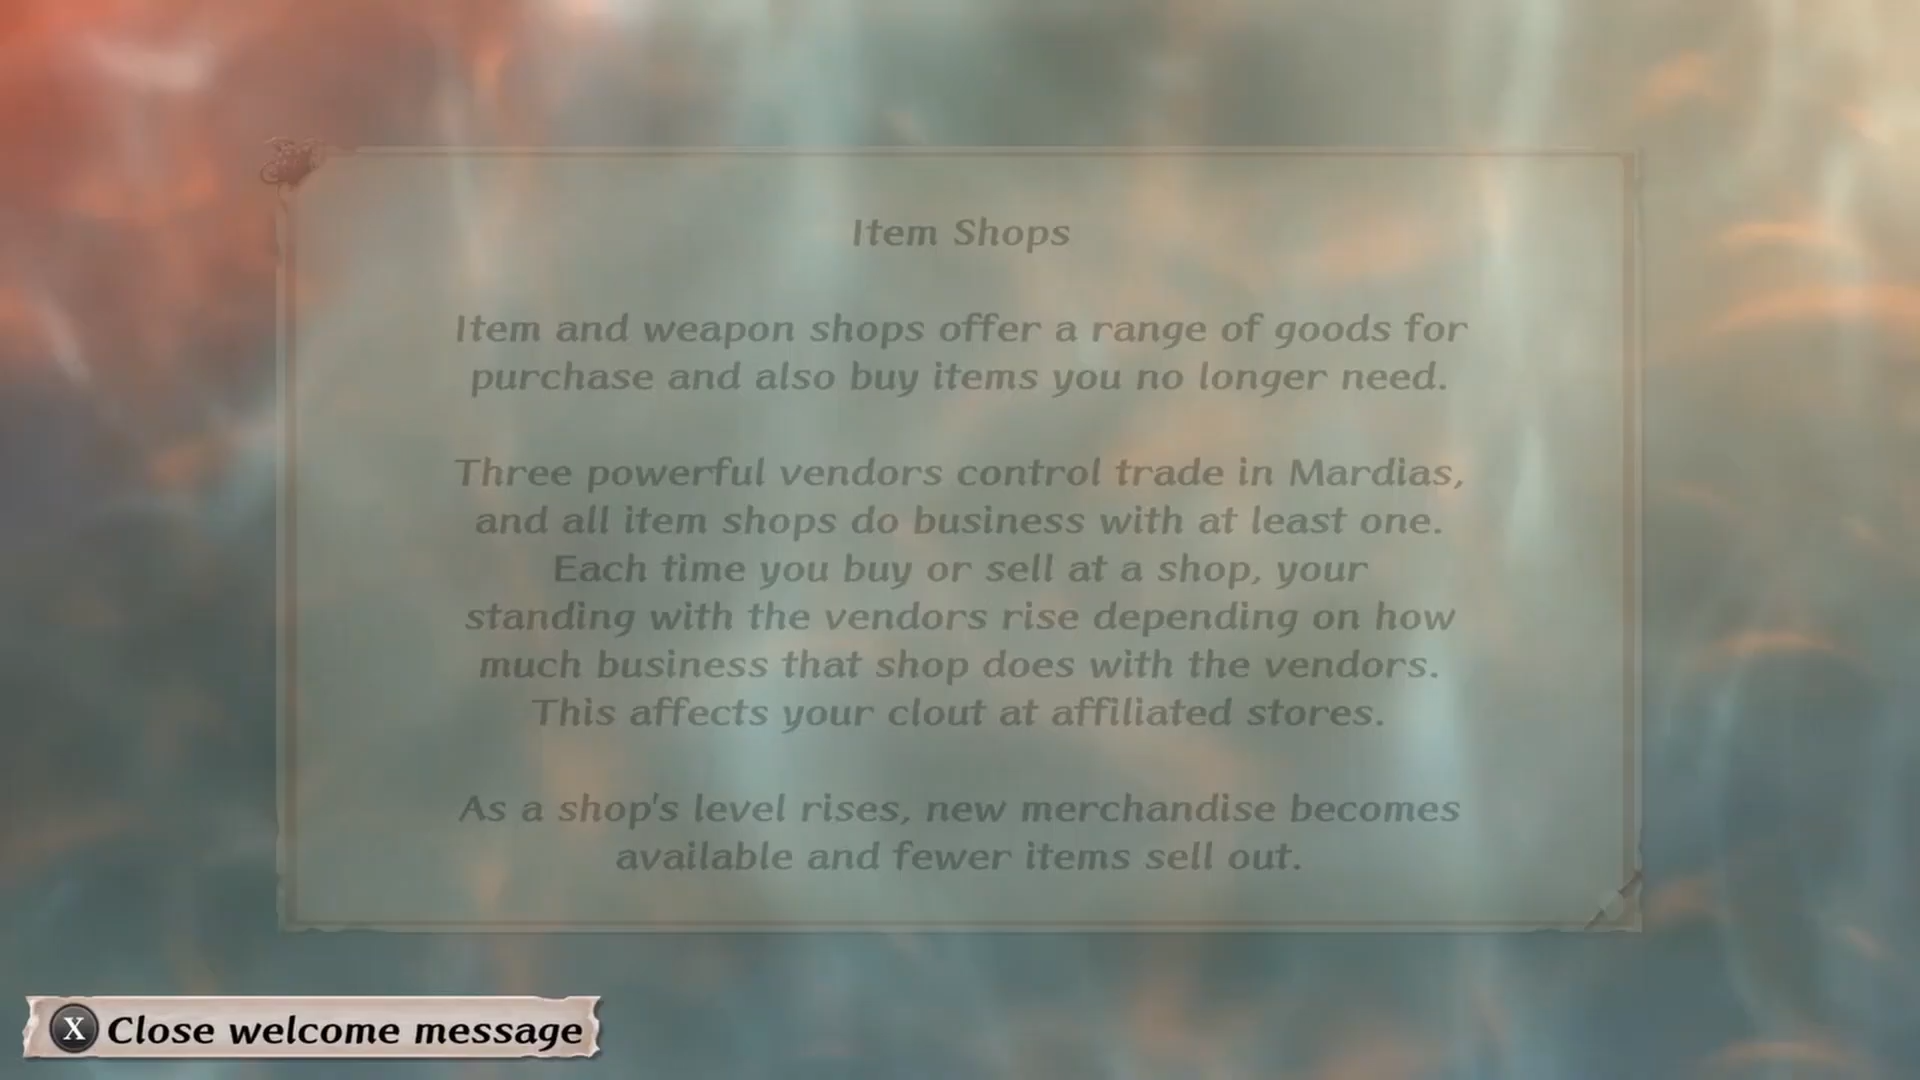 Item Shops
Item and weapon shops offer a range of goods for
purchase and also buy items you no longer need.
Three powerful vendors control trade in Mardias,
and all item shops do business with at least one.
Each time you buy or sell at a shop, your
standing with the vendors rise depending on how
much business that shop does with the vendors.
This affects your clout at affiliated stores.
As a shop's level rises, new merchandise becomes
available and fewer items sell out.
X Close welcome message